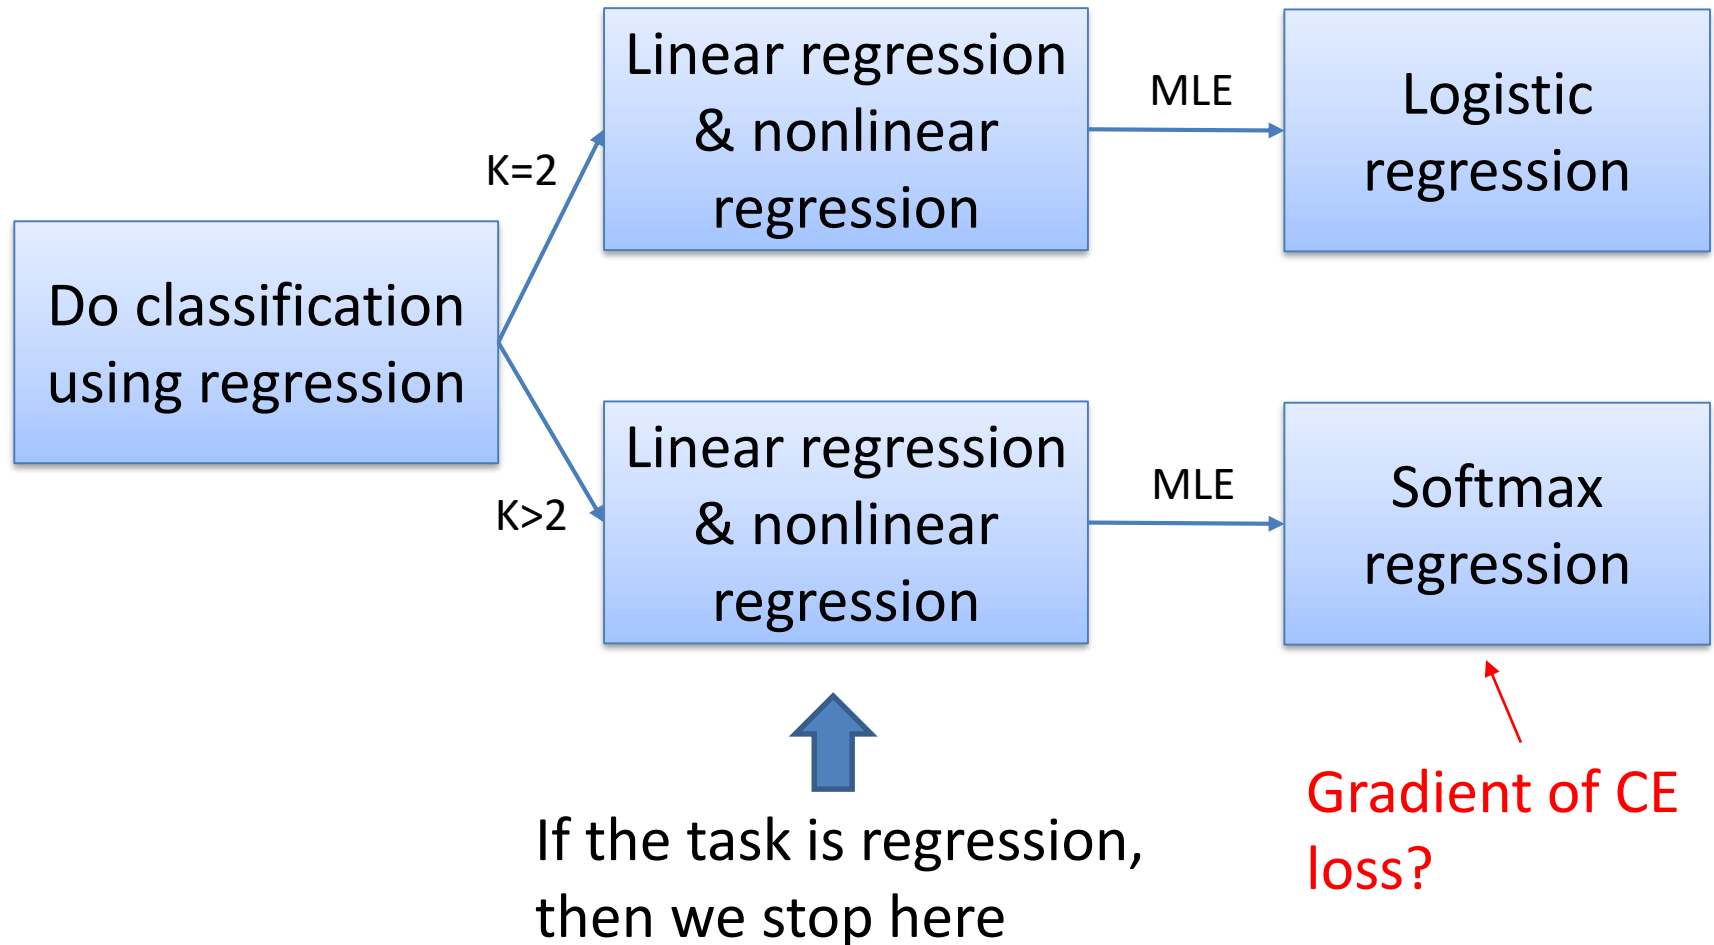 Do classification
using regression
K=2
Linear regression
& nonlinear
regression
MLE
Logistic
regression
K>2
Linear regression
& nonlinear
regression
MLE
Softmax
regression
If the task is regression,
then we stop here
Gradient of CE
loss?